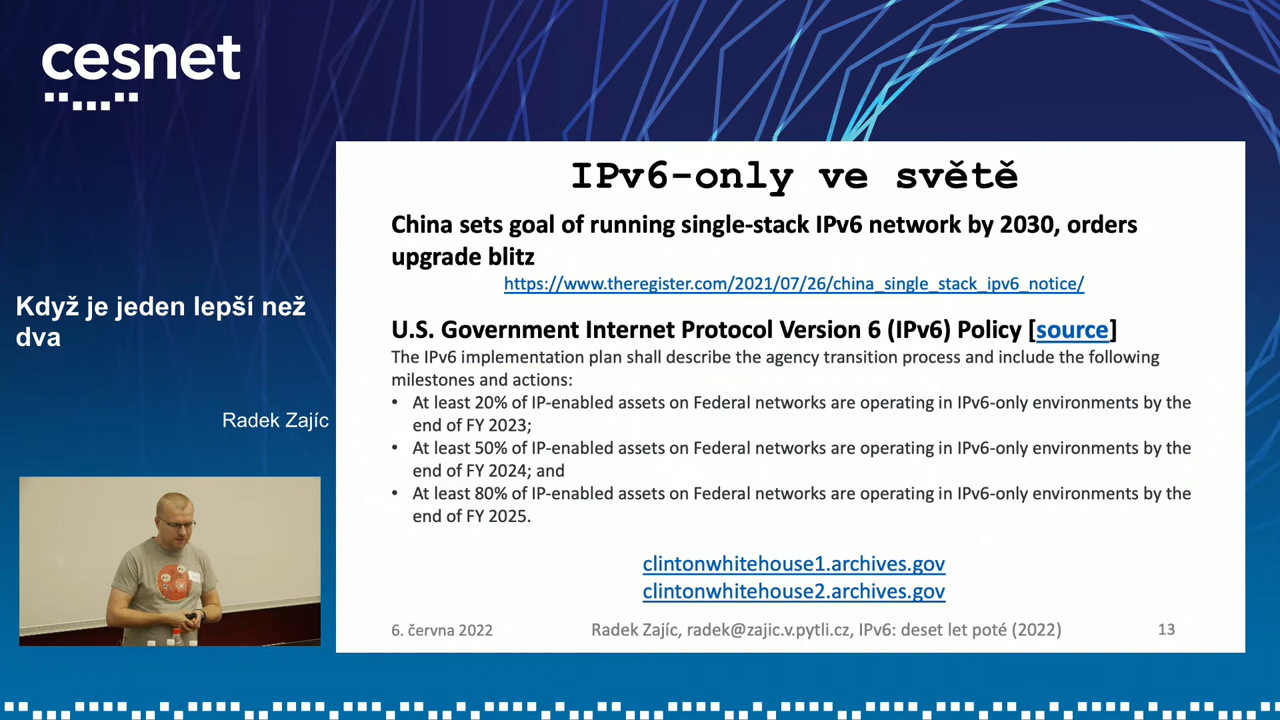 cesnet
IPv6-only ve světě
China sets goal of running single-stack IPv6 network by 2030, orders
upgrade blitz
https://www.theregister.com/2021/07/26/china_single_stack_ipv6_notice/
Když je jeden lepší než
dva
U.S. Government Internet Protocol Version 6 (IPv6) Policy [source]
The IPv6 implementation plan shall describe the agency transition process and include the following
milestones and actions:
• At least 20% of IP-enabled assets on Federal networks are operating in IPv6-only environments by the
end of FY 2023;
• At least 50% of IP-enabled assets on Federal networks are operating in IPv6-only environments by the
end of FY 2024; and
• At least 80% of IP-enabled assets on Federal networks are operating in IPv6-only environments by the
end of FY 2025.
Radek Zajíc
clintonwhitehouse1.archives.gov
clintonwhitehouse2.archives.gov
6. června 2022
Radek Zajíc, radek@zajic.v.pytli.cz, IPv6: deset let poté (2022)
13